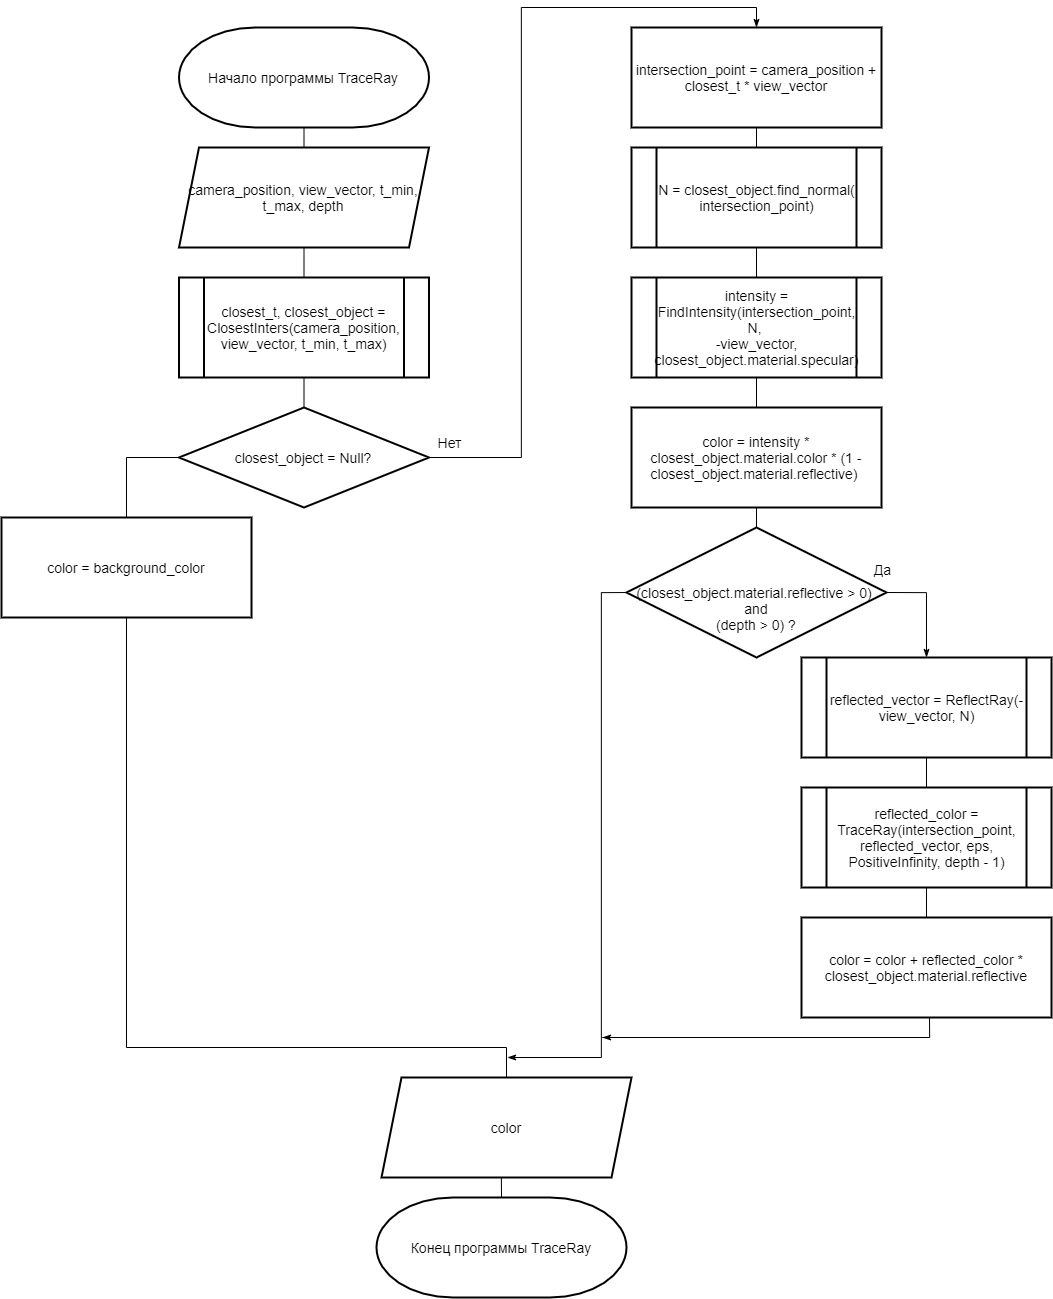 Начало программы TraceRay
camera_position, view_vector, t_min,
t_max, depth
closest_t, closest_object =
ClosestInters(camera_position,
view_vector, t_min, t_max)
closest_object = Null?
Нет
color = background_color
intersection_point = camera_position +
closest_t * view_vector
N = closest_object.find_normal(
intersection_point)
intensity =
FindIntensity(intersection_point,
N,
-view_vector,
closest_object.material.specular)
color = intensity *
closest_object.material.color * (1 -
closest_object.material.reflective)
(closest_object.material.reflective > 0)
and
(depth > 0) ?
Да
reflected_vector = ReflectRay(-
view_vector, N)
reflected_color =
TraceRay(intersection_point,
reflected_vector, eps,
PositiveInfinity, depth - 1)
color = color + reflected_color *
closest_object.material.reflective
color
Конец программы TraceRay